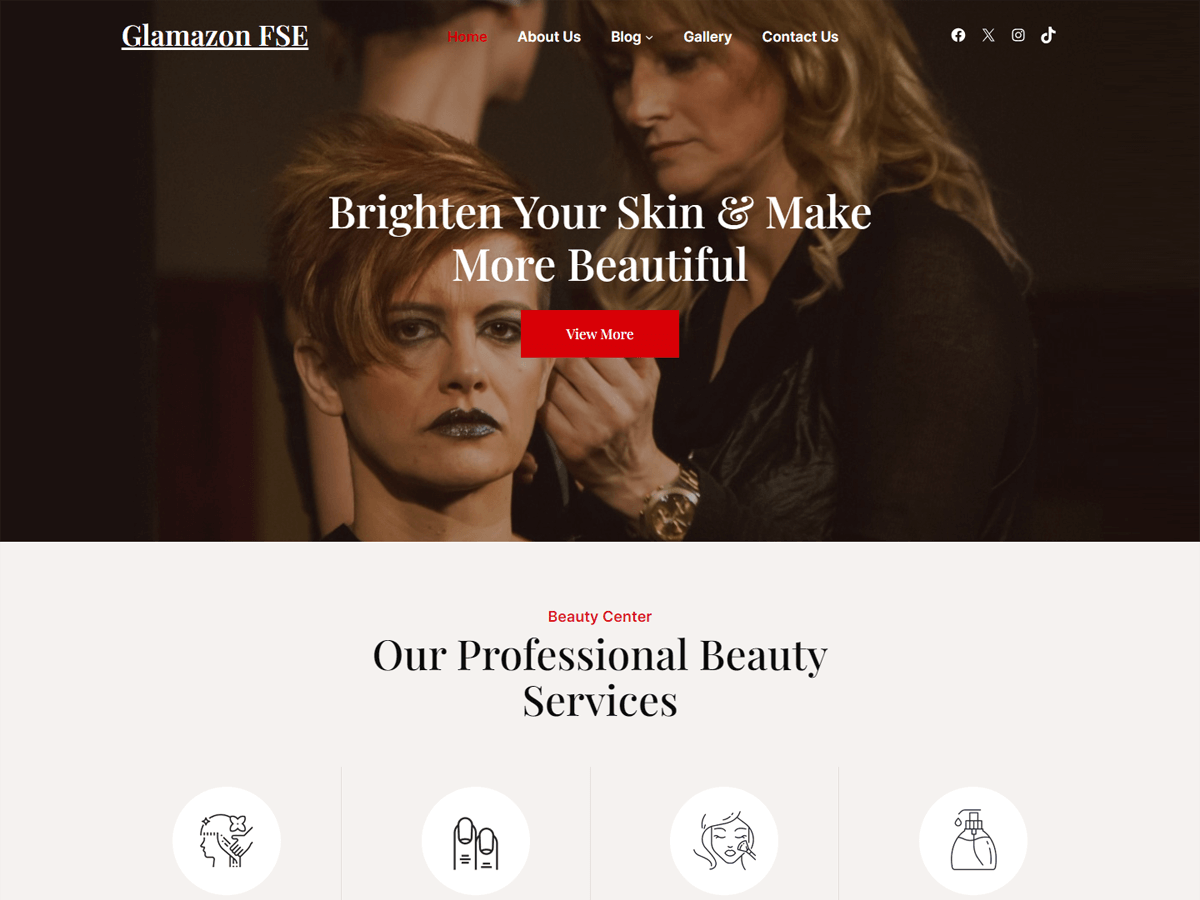 Glamazon FSE
Home About Us Blog Gallery Contact Us
Brighten Your Skin & Make
More Beautiful
View More
Beauty Center
Our Professional Beauty
Services